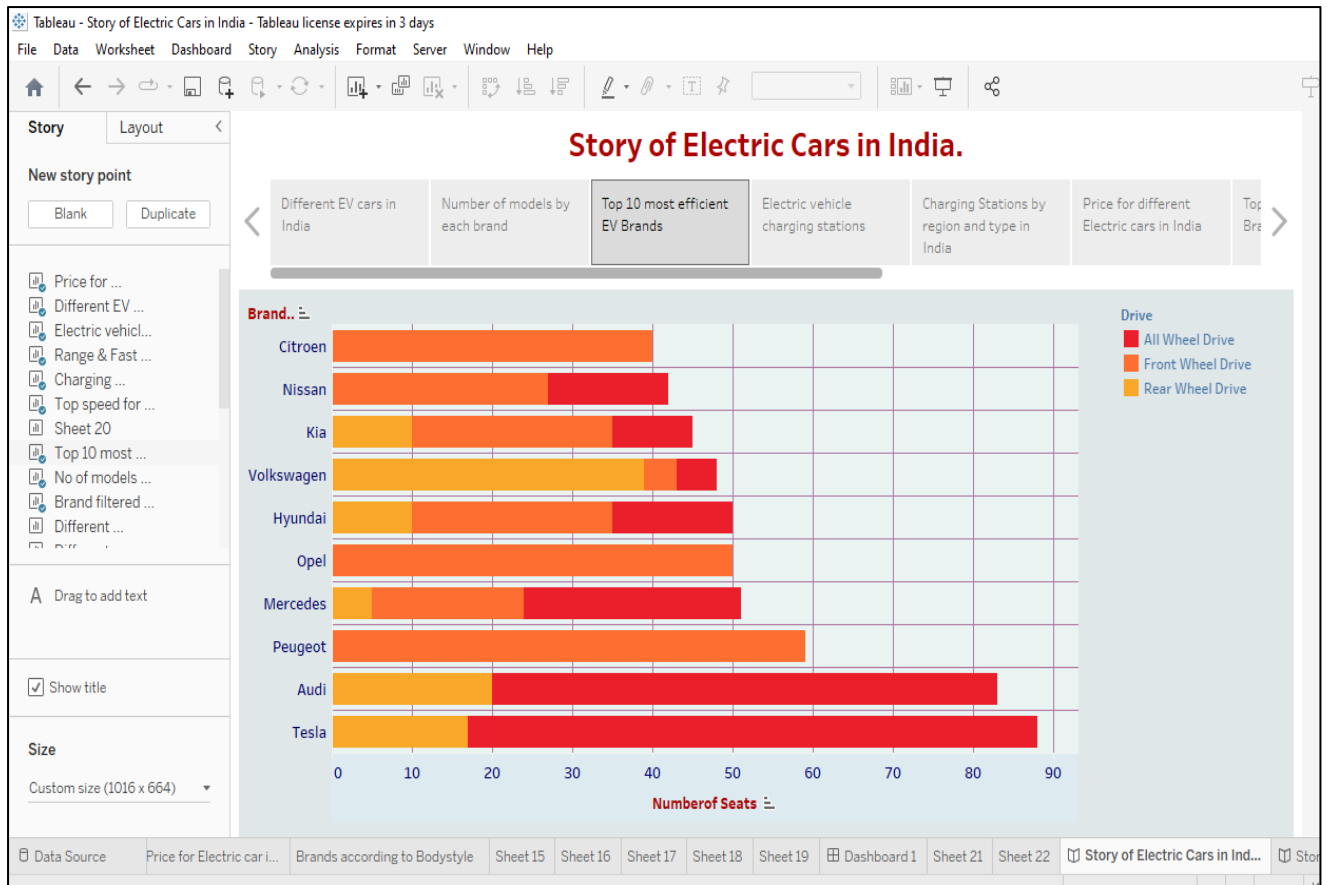 Tableau - Story of Electric Cars in India - Tableau license expires in 3 days
File Data Worksheet Dashboard Story Analysis Format Server Window Help
Story Layout
New story point
Blank Duplicate
Price for ...
Different EV ...
Electric vehicl...
Range & Fast ...
Charging ...
Top speed for ...
Sheet 20
Top 10 most ...
No of models ...
Brand filtered ...
Different ...
A Drag to add text
Show title
Size
Custom size (1016 x 664)
Story of Electric Cars in India.
Different EV cars in
India
Number of models by
each brand
Top 10 most efficient
EV Brands
Electric vehicle
charging stations
Charging Stations by
region and type in
India
Price for different
Electric cars in India
Top
Bra
Brand..
Citroen
Nissan
Kia
Volkswagen
Hyundai
Opel
Mercedes
Peugeot
Audi
Tesla
0 10 20 30 40 50 60 70 80 90
Numberof Seats
Drive
All Wheel Drive
Front Wheel Drive
Rear Wheel Drive
Data Source Price for Electric car i... Brands according to Bodystyle Sheet 15 Sheet 16 Sheet 17 Sheet 18 Sheet 19 Dashboard 1 Sheet 21 Sheet 22 Story of Electric Cars in Ind... Stor